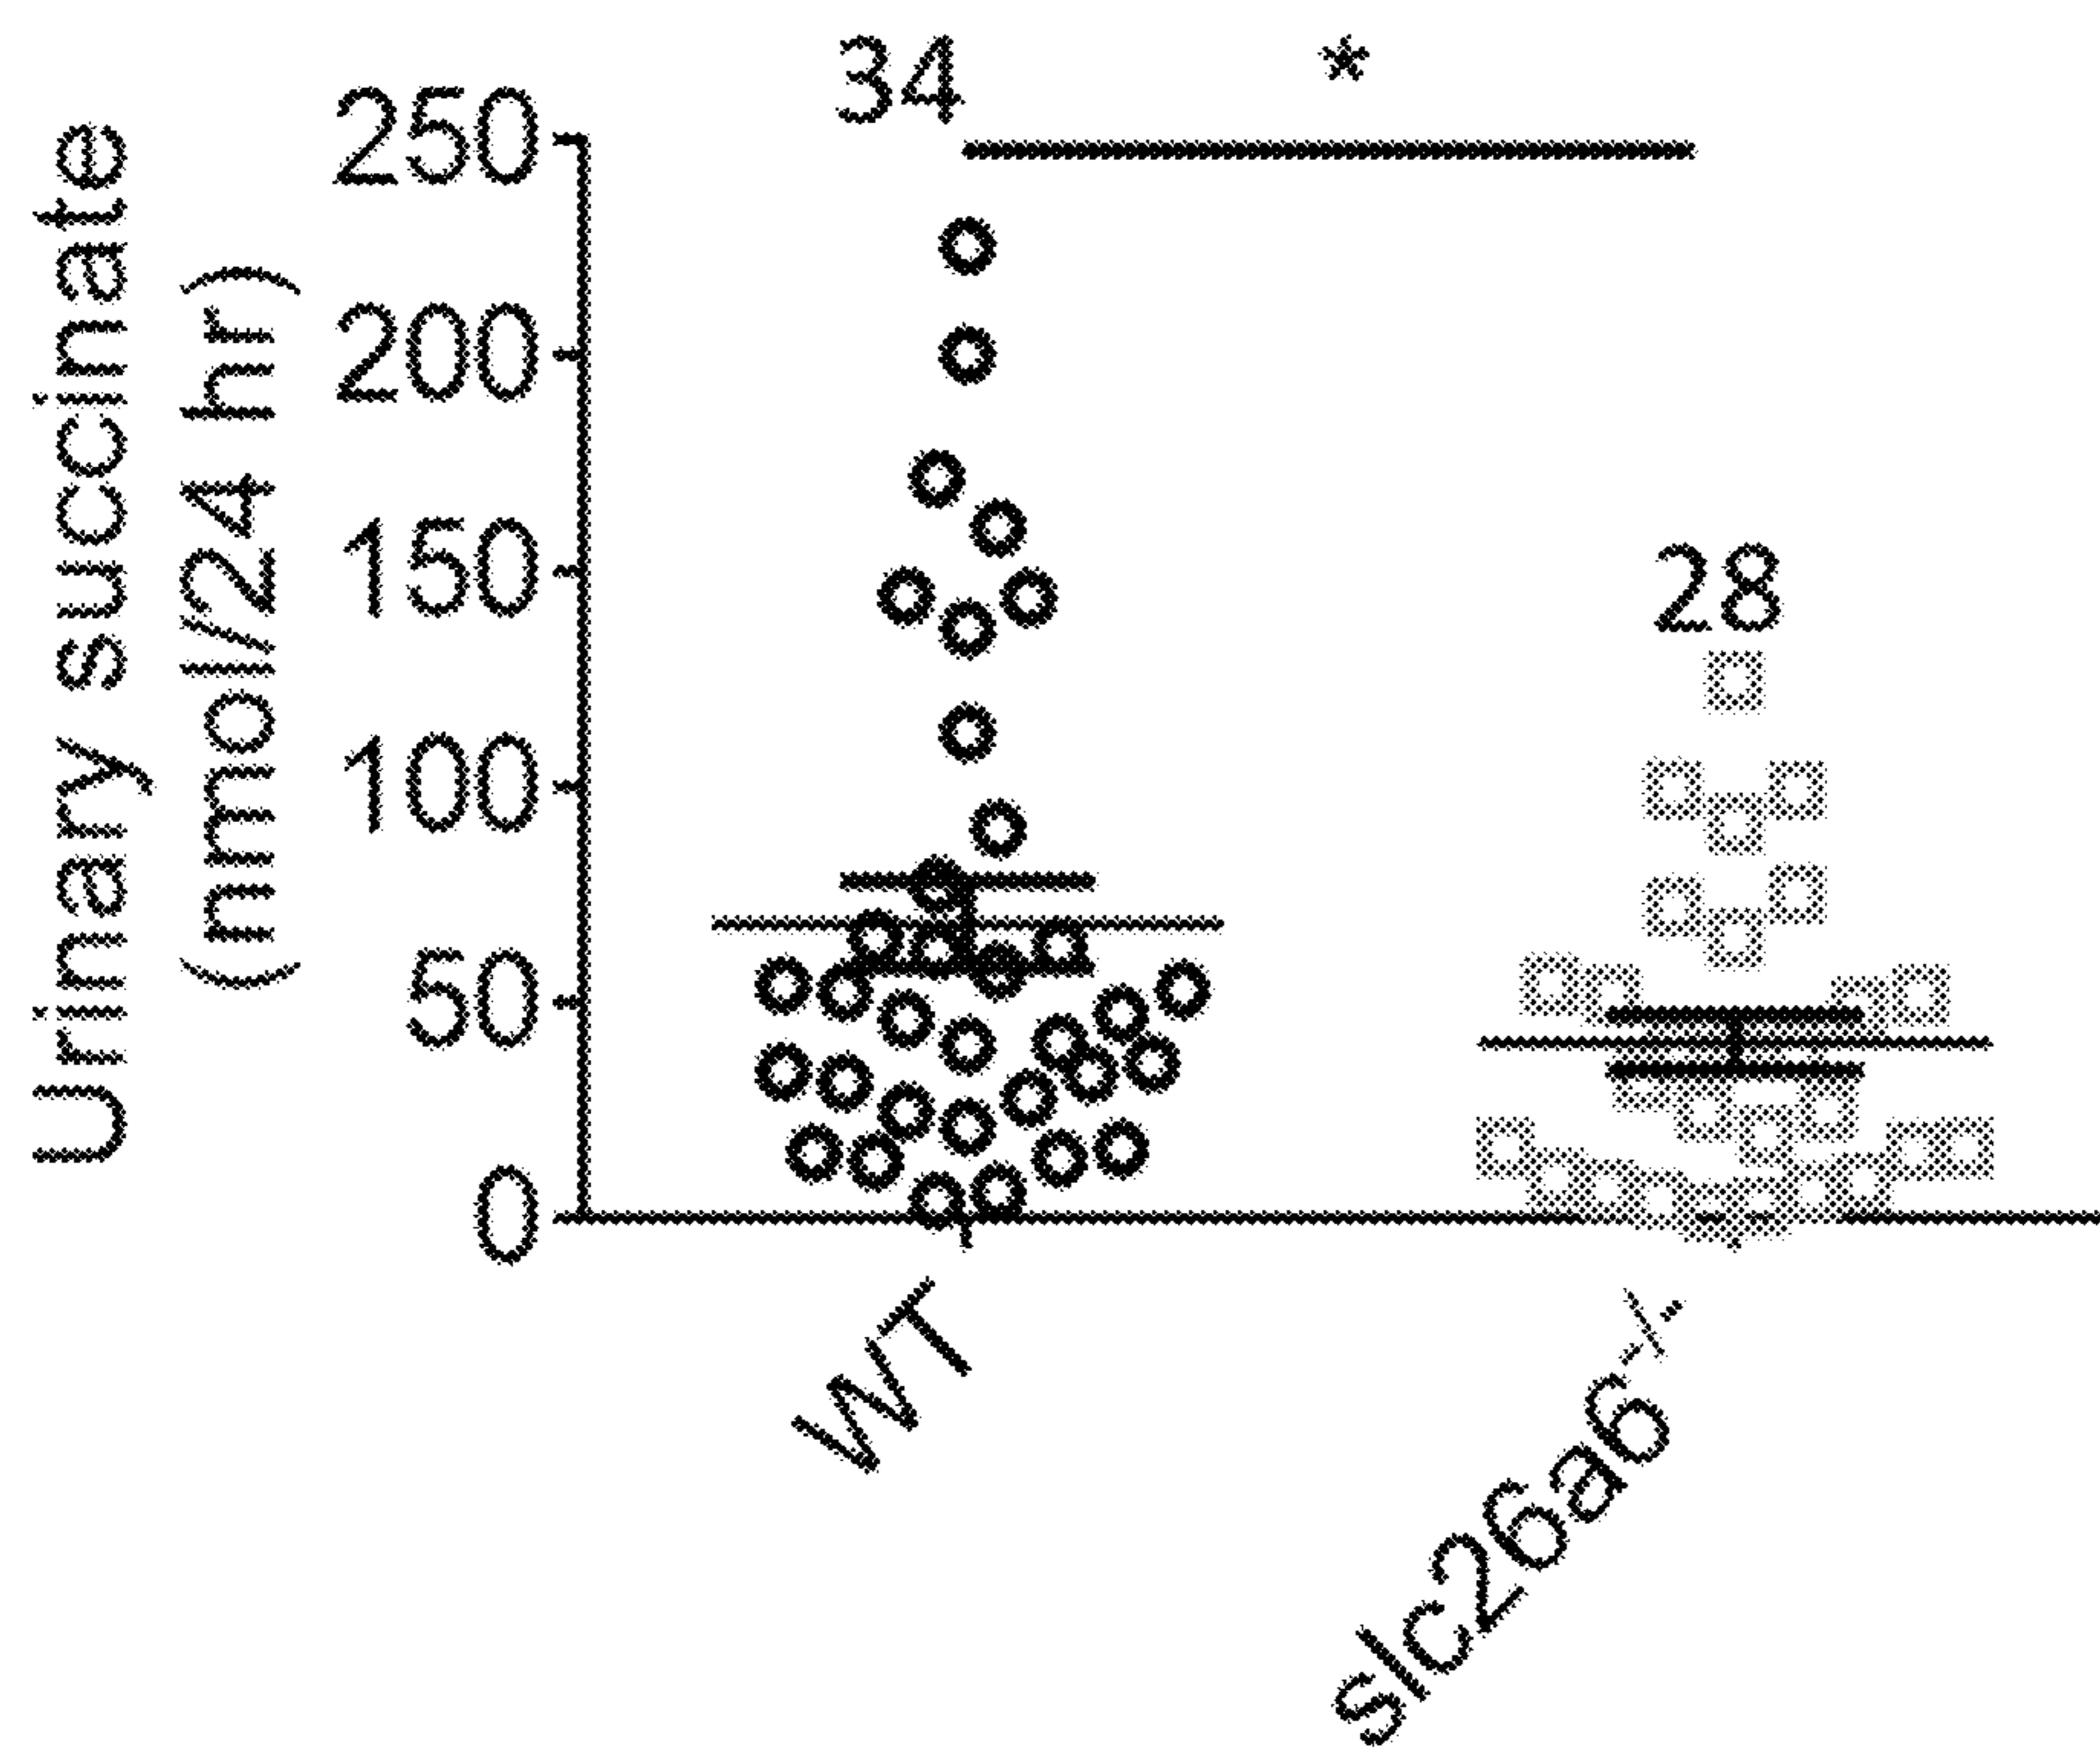 Urinary succinate
(nmol/24 hr)
250
200
150
100
50
0
34
*
28
WT
slc26a6-/-